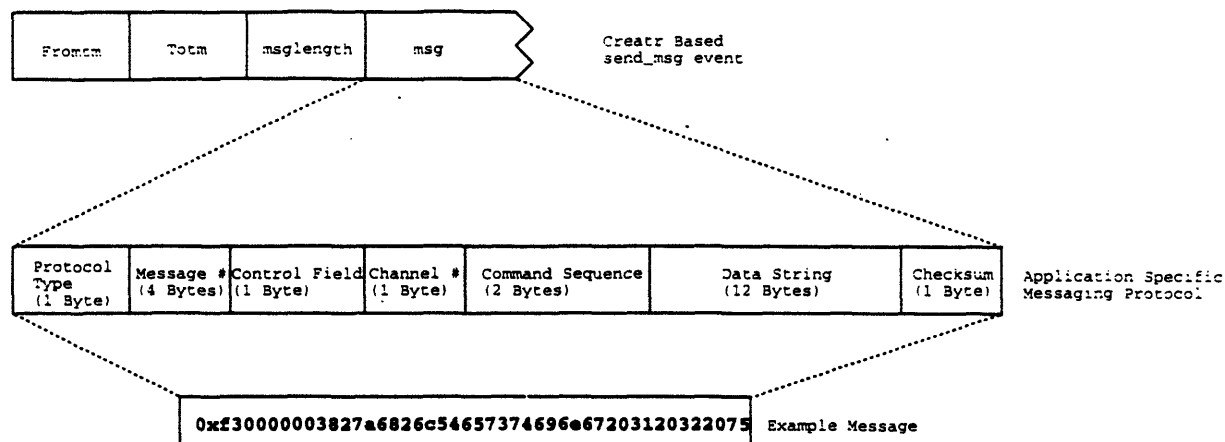 Fromtm Totm msglength msg
Creatr Based
send_msg event
Protocol
Type
(1 Byte)
Message #
(4 Bytes)
Control Field
(1 Byte)
Channel #
(1 Byte)
Command Sequence
(2 Bytes)
Data String
(12 Bytes)
Checksum
(1 Byte)
Application Specific
Messaging Protocol
0xf30000003827a6826c54657374696e67203120322075
Example Message